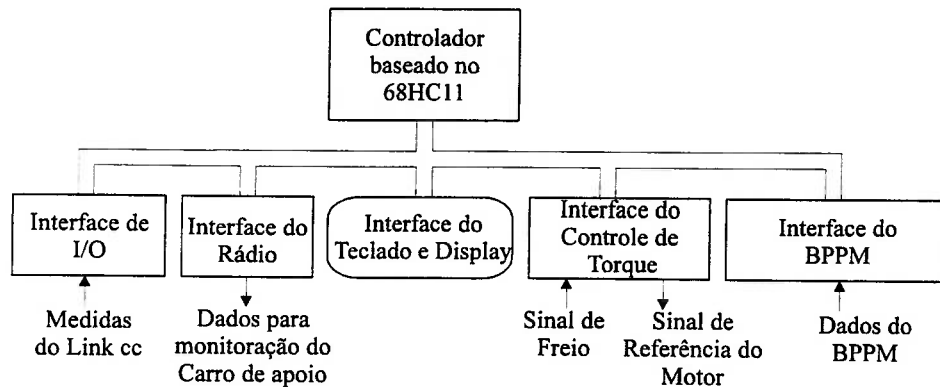 Controlador
baseado no
68HC11
Interface de
I/O
Interface do
Rádio
Interface do
Teclado e Display
Interface do
Controle de
Torque
Interface do
BPPM
Medidas
do Link cc
Dados para
monitoração do
Carro de apoio
Sinal de
Freio
Sinal de
Referência do
Motor
Dados do
BPPM